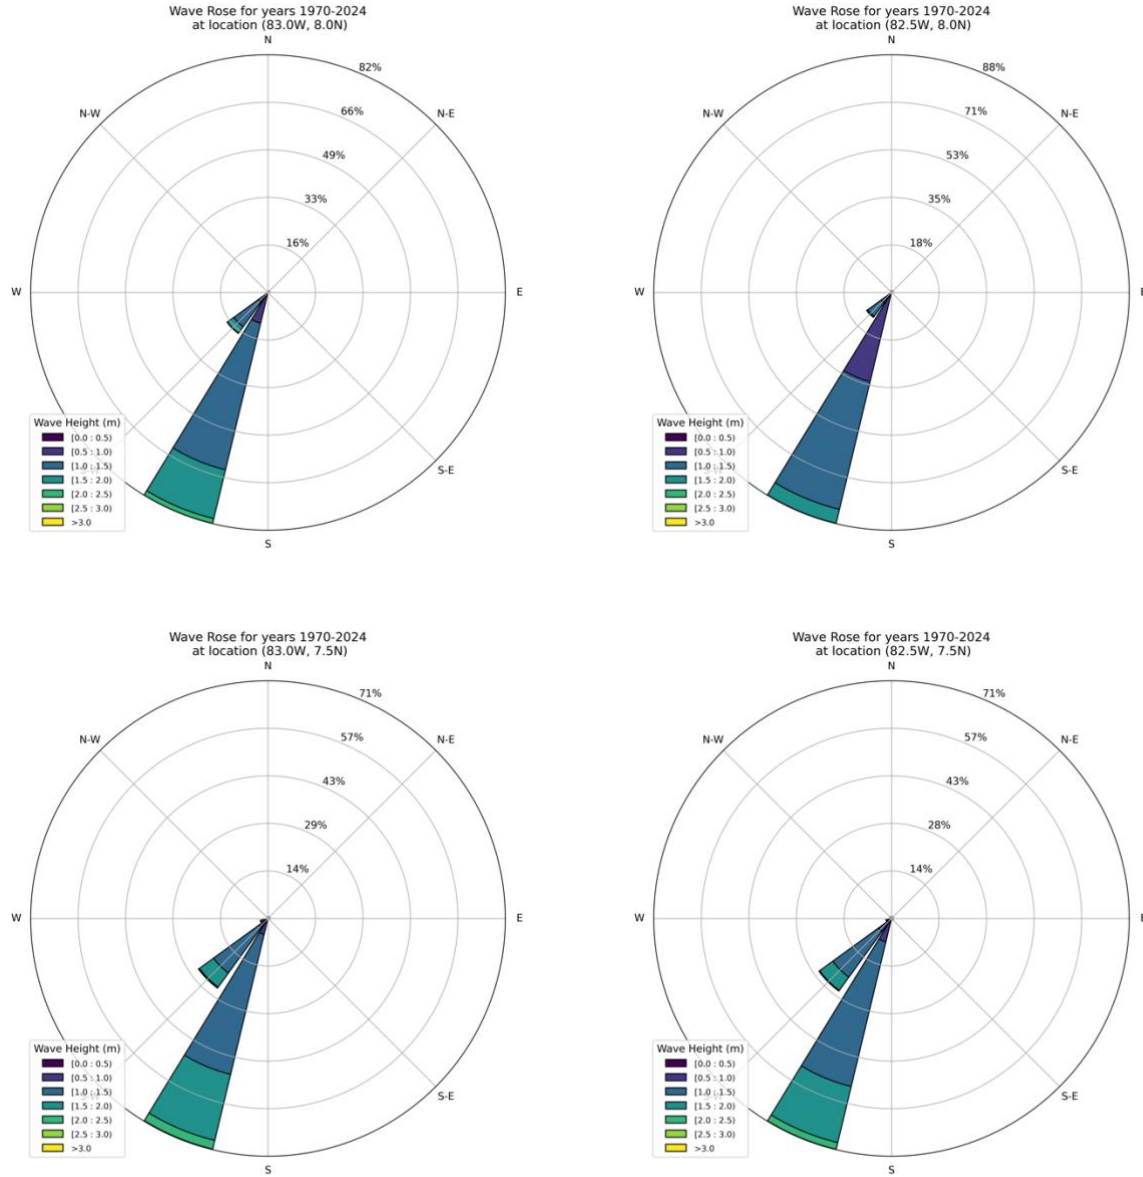 Wave Rose for years 1970-2024
at location (83.0W, 8.0N)
N
82%
N-W
66%
N-E
49%
33%
16%
W
E
Wave Height (m)
[0.0 : 0.5)
[0.5 : 1.0)
[1.0 : 1.5)
[1.5 : 2.0)
[2.0 : 2.5)
[2.5 : 3.0)
>3.0
S-E
S
Wave Rose for years 1970-2024
at location (82.5W, 8.0N)
N
88%
N-W
71%
N-E
53%
35%
18%
W
Wave Height (m)
[0.0 : 0.5)
[0.5 : 1.0)
[1.0 : 1.5)
[1.5 : 2.0)
[2.0 : 2.5)
[2.5 : 3.0)
>3.0
S-E
S
Wave Rose for years 1970-2024
at location (83.0W, 7.5N)
N
71%
N-W
57%
N-E
43%
29%
14%
W
E
Wave Height (m)
[0.0 : 0.5)
[0.5 : 1.0)
[1.0 : 1.5)
[1.5 : 2.0)
[2.0 : 2.5)
[2.5 : 3.0)
>3.0
S-E
S
Wave Rose for years 1970-2024
at location (82.5W, 7.5N)
N
71%
N-W
57%
N-E
43%
28%
14%
W
Wave Height (m)
[0.0 : 0.5)
[0.5 : 1.0)
[1.0 : 1.5)
[1.5 : 2.0)
[2.0 : 2.5)
[2.5 : 3.0)
>3.0
S-E
S